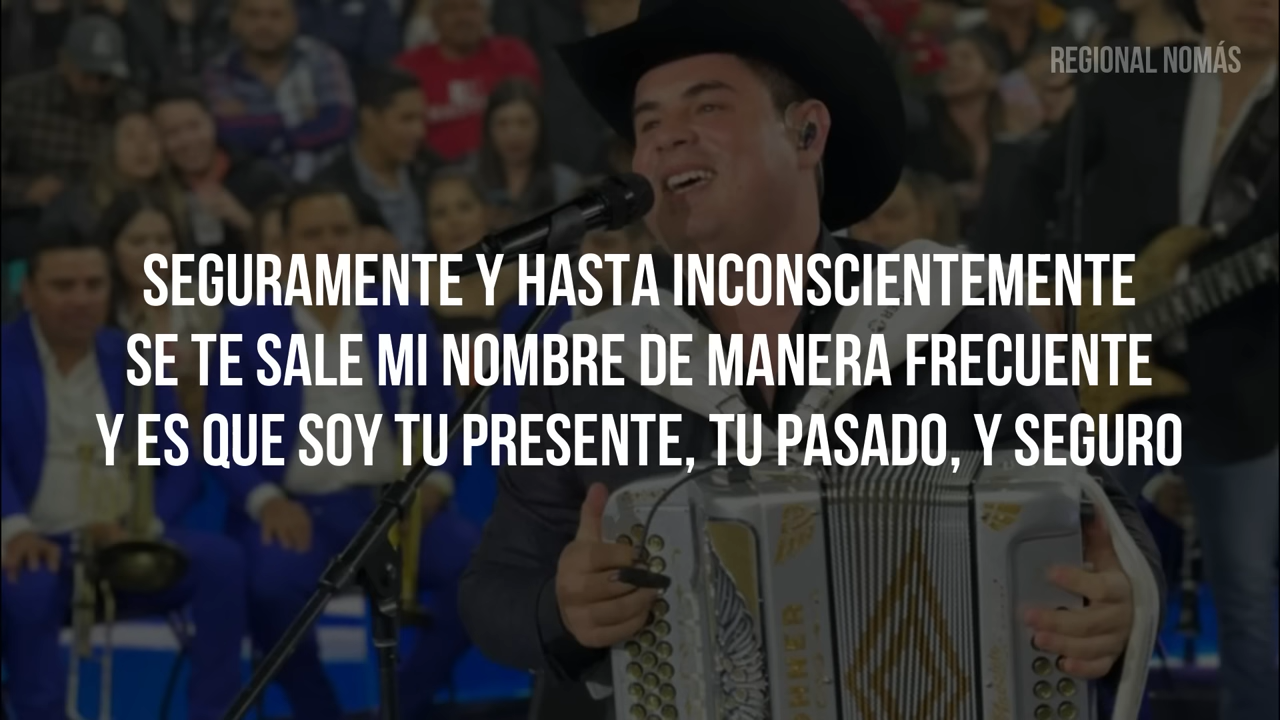 REGIONAL NOMÁS
SEGURAMENTE Y HASTA INCONSCIENTEMENTE
SE TE SALE MI NOMBRE DE MANERA FRECUENTE
Y ES QUE SOY TU PRESENTE, TU PASADO, Y SEGURO